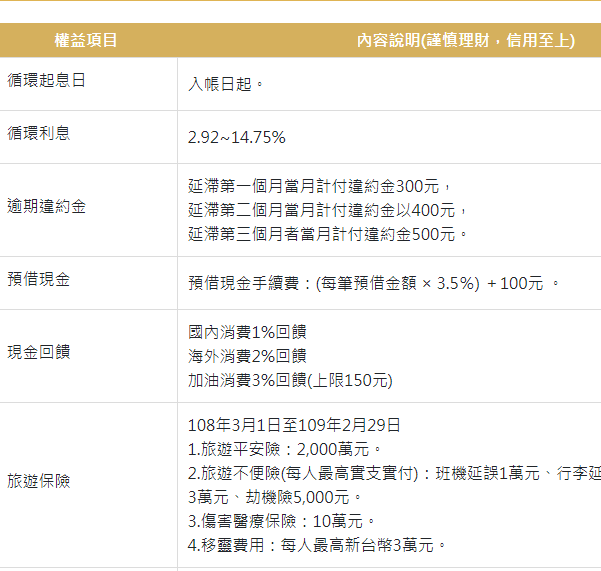 權益項目
內容說明(謹慎理財，信用至上)
循環起息日
入帳日起。
循環利息
2.92~14.75%
逾期違約金
延滯第一個月當月計付違約金300元，
延滯第二個月當月計付違約金以400元，
延滯第三個月者當月計付違約金500元。
預借現金
預借現金手續費：(每筆預借金額 × 3.5%) ＋100元 。
現金回饋
國內消費1%回饋
海外消費2%回饋
加油消費3%回饋(上限150元)
旅遊保險
108年3月1日至109年2月29日
1.旅遊平安險：2,000萬元。
2.旅遊不便險(每人最高實支實付)：班機延誤1萬元、行李延
3萬元、劫機險5,000元。
3.傷害醫療保險：10萬元。
4.移靈費用：每人最高新台幣3萬元。